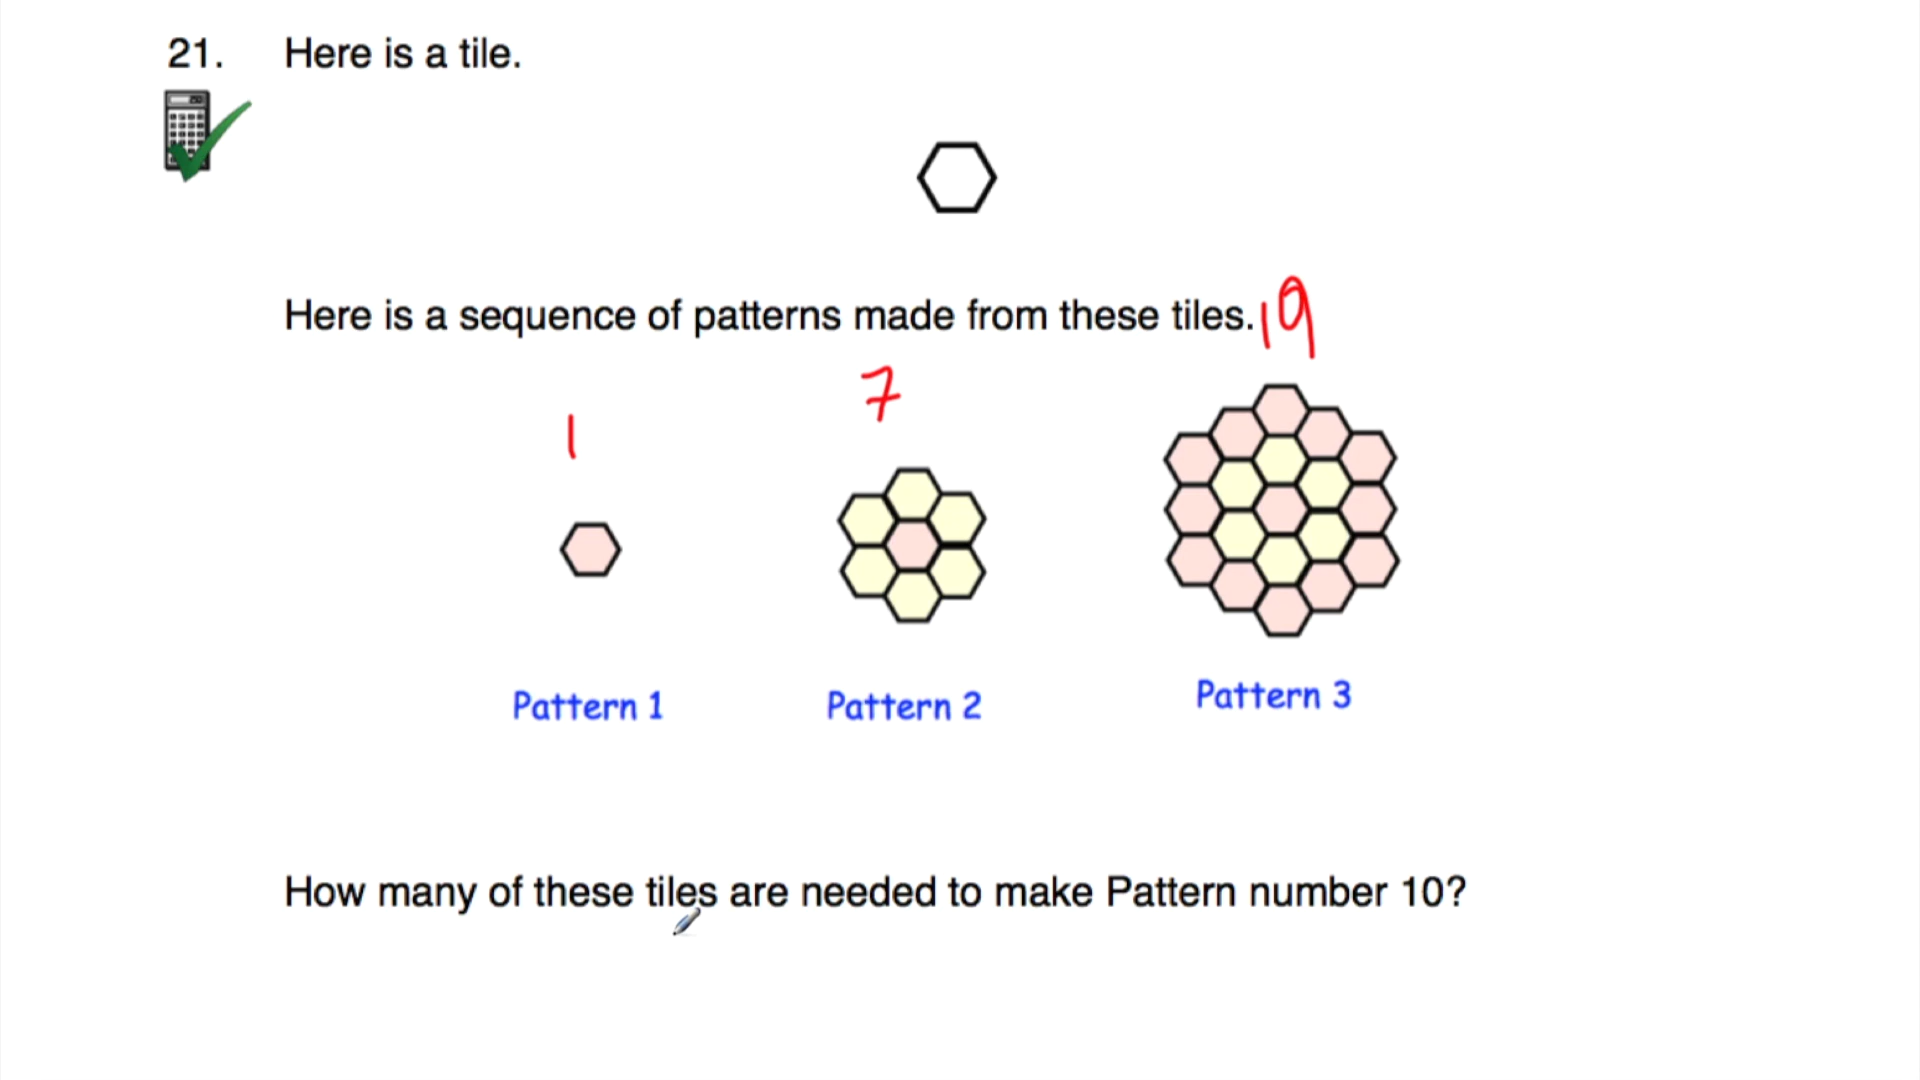 21. Here is a tile.
Here is a sequence of patterns made from these tiles. 19
7
1
Pattern 1 Pattern 2 Pattern 3
How many of these tiles are needed to make Pattern number 10?